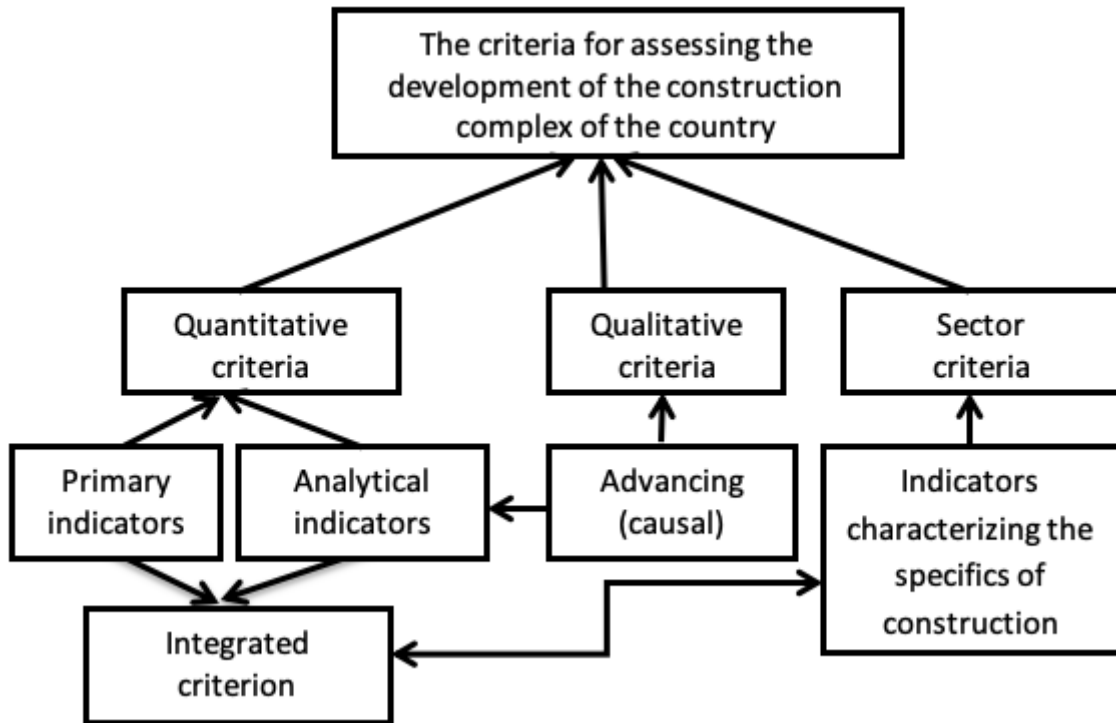 The criteria for assessing the
development of the construction
complex of the country
Quantitative
criteria
Qualitative
criteria
Sector
criteria
Primary
indicators
Analytical
indicators
Advancing
(causal)
Indicators
characterizing the
specifics of
construction
Integrated
criterion